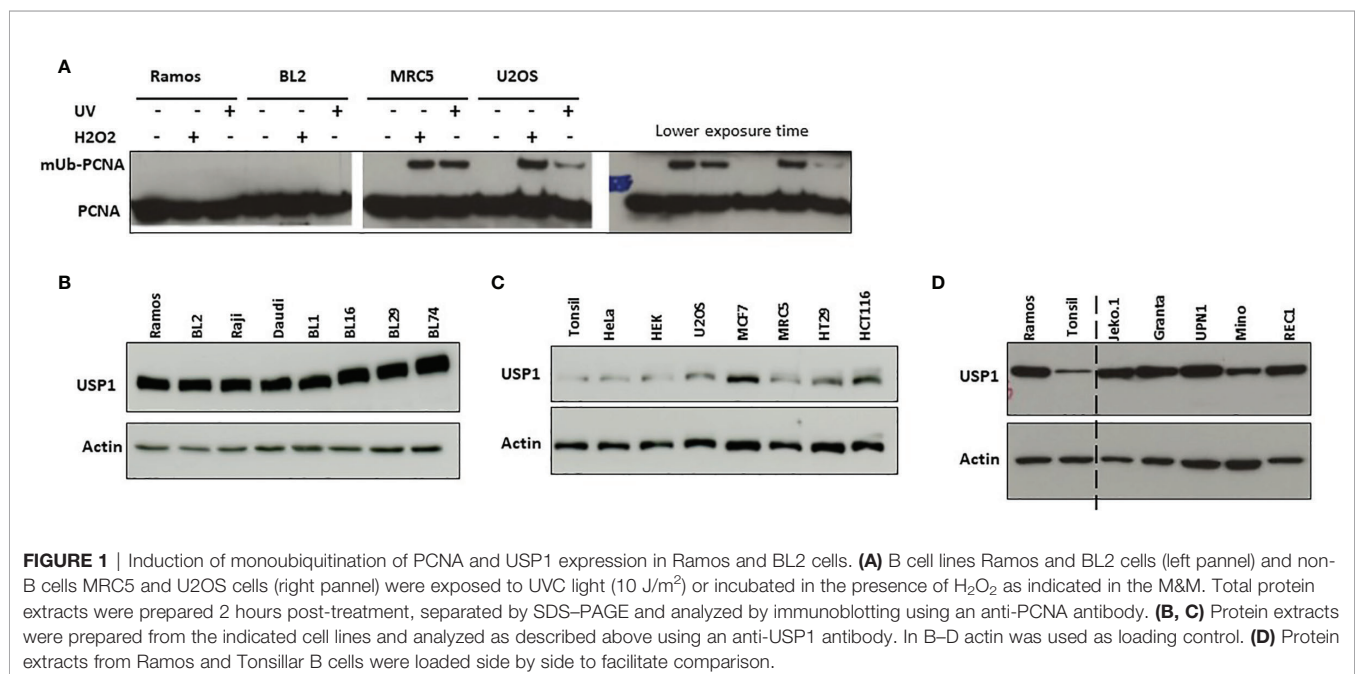 A
Ramos BL2 MRC5 U2OS
UV - - + - - + - - + - - +
H2O2 - + - - + - - + - - + -
Lower exposure time
mUb-PCNA
PCNA
B
Ramos BL2 Raji Daudi BL1 BL16 BL29 BL74
USP1
Actin
C
Tonsil HeLa HEK U2OS MCF7 MRC5 HT29 HCT116
USP1
Actin
D
Ramos Tonsil Jeko.1 Granta UPN1 Mino REC1
USP1
Actin
FIGURE 1 | Induction of monoubiquitination of PCNA and USP1 expression in Ramos and BL2 cells. (A) B cell lines Ramos and BL2 cells (left pannel) and non-
B cells MRC5 and U2OS cells (right pannel) were exposed to UVC light (10 J/m²) or incubated in the presence of H₂O₂ as indicated in the M&M. Total protein
extracts were prepared 2 hours post-treatment, separated by SDS–PAGE and analyzed by immunoblotting using an anti-PCNA antibody. (B, C) Protein extracts
were prepared from the indicated cell lines and analyzed as described above using an anti-USP1 antibody. In B–D actin was used as loading control. (D) Protein
extracts from Ramos and Tonsillar B cells were loaded side by side to facilitate comparison.